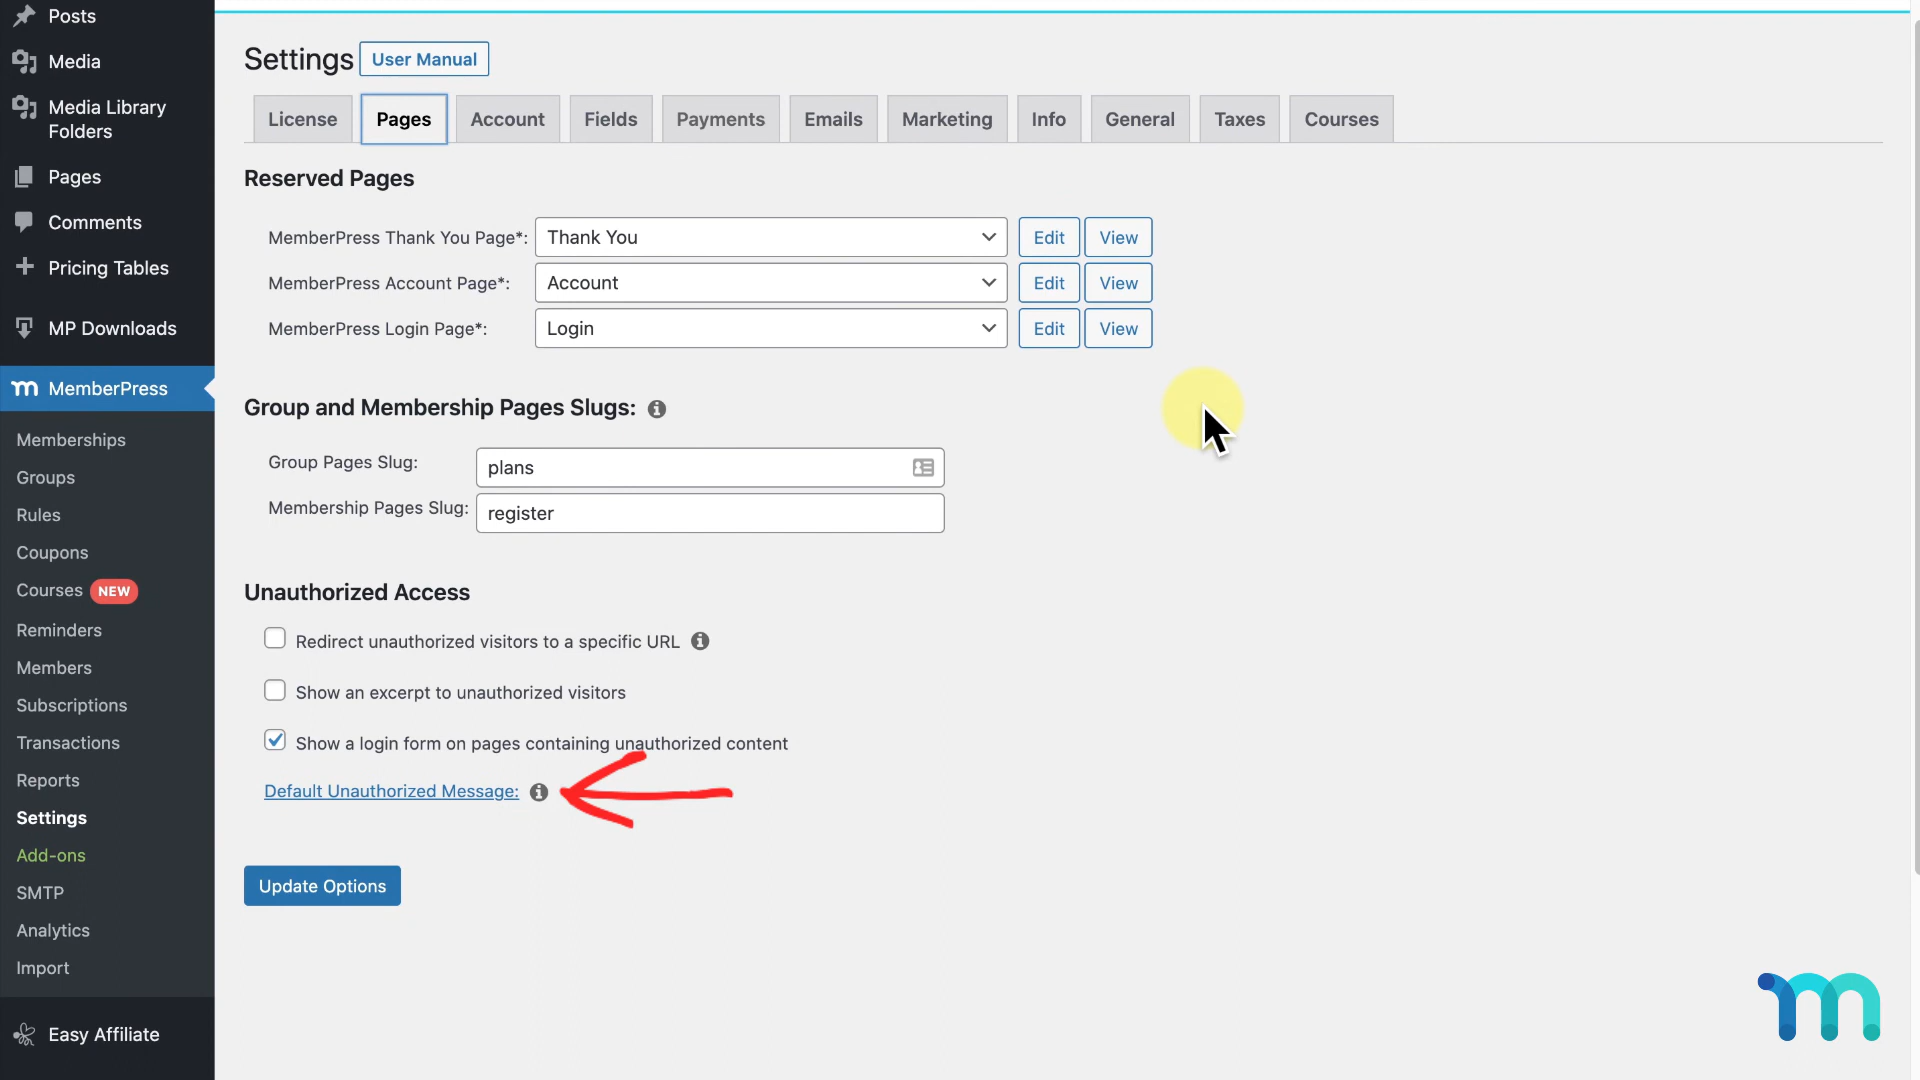 Posts
Media
Media Library
Folders
Pages
Comments
Pricing Tables
MP Downloads
MemberPress
Memberships
Groups
Rules
Coupons
Courses NEW
Reminders
Members
Subscriptions
Transactions
Reports
Settings
Add-ons
SMTP
Analytics
Import
Easy Affiliate
Settings User Manual
License Pages Account Fields Payments Emails Marketing Info General Taxes Courses
Reserved Pages
MemberPress Thank You Page*: Thank You Edit View
MemberPress Account Page*: Account Edit View
MemberPress Login Page*: Login Edit View
Group and Membership Pages Slugs:
Group Pages Slug: plans
Membership Pages Slug: register
Unauthorized Access
Redirect unauthorized visitors to a specific URL
Show an excerpt to unauthorized visitors
Show a login form on pages containing unauthorized content
Default Unauthorized Message:
Update Options